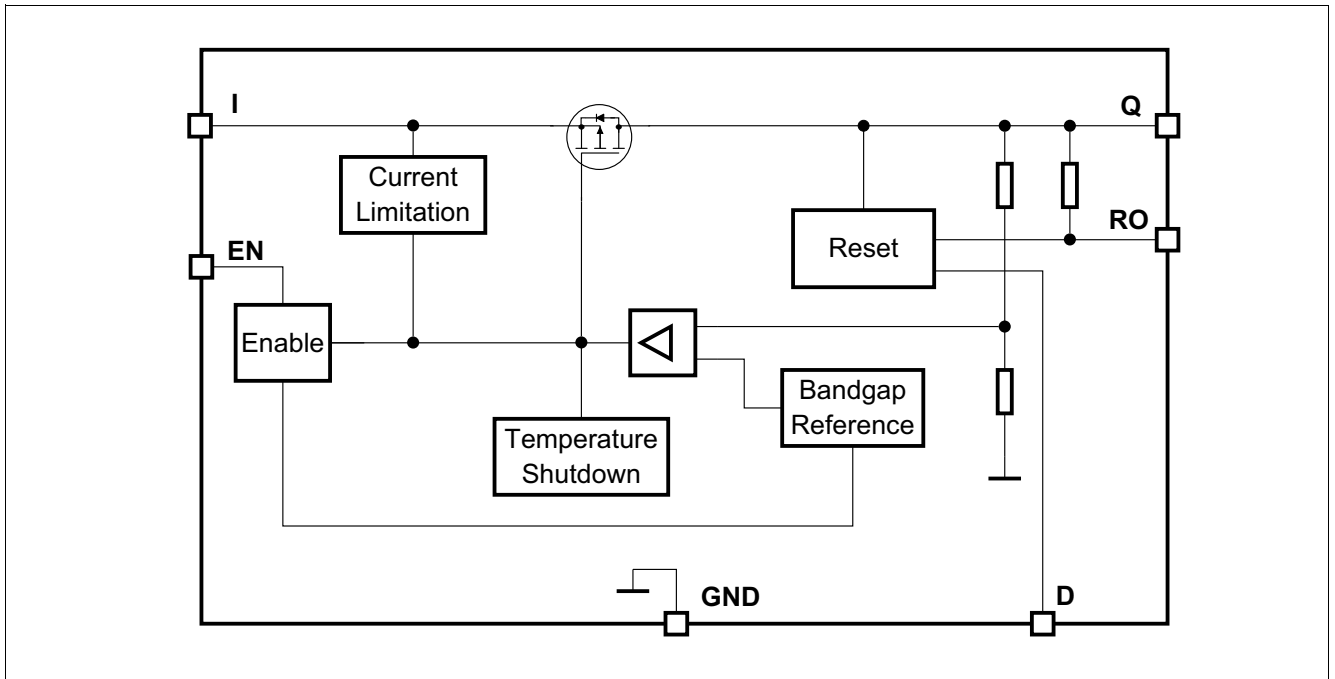 I
Q
Current
Limitation
RO
Reset
EN
Enable
Bandgap
Reference
Temperature
Shutdown
GND
D